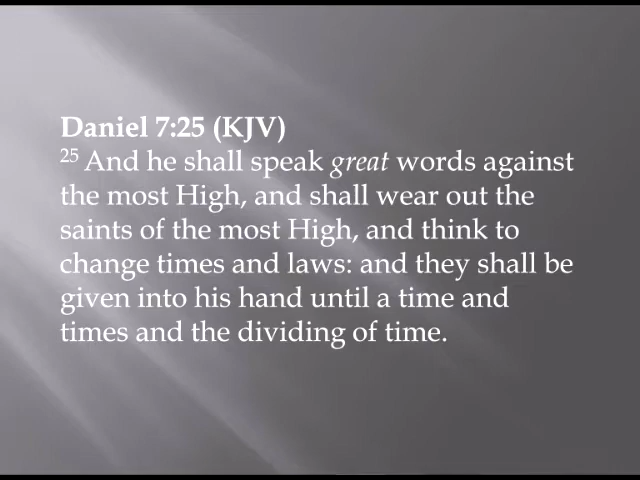 Daniel 7:25 (KJV)
25 And he shall speak great words against
the most High, and shall wear out the
saints of the most High, and think to
change times and laws: and they shall be
given into his hand until a time and
times and the dividing of time.